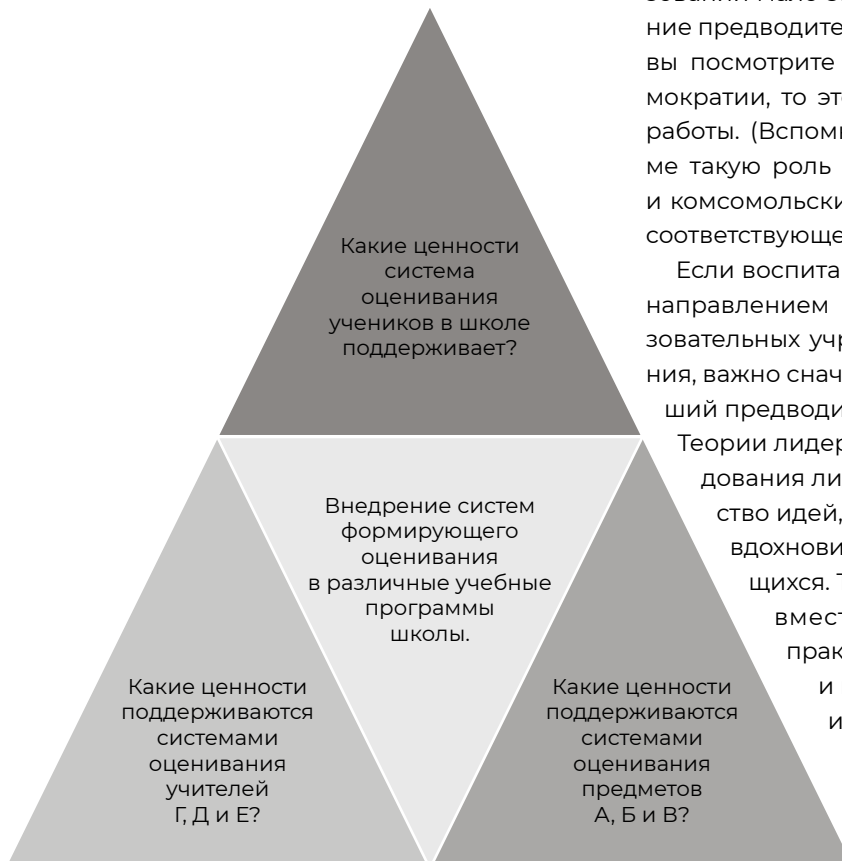 Какие ценности
система
оценивания
учеников в школе
поддерживает?
Внедрение систем
формирующего
оценивания
в различные учебные
программы
школы.
Какие ценности
поддерживаются
системами
оценивания
учителей
Г, Д и Е?
Какие ценности
поддерживаются
системами
оценивания
предметов
А, Б и В?
ние предводите
вы посмотрите
мократии, то эт
работы. (Вспом
ме такую роль
и комсомольски
соответствующе
Если воспита
направлением
зовательных уч
ния, важно снач
ший предводи
Теории лидер
дования ли
ство идей,
вдохнови
щихся.
вмест
прак
и
и